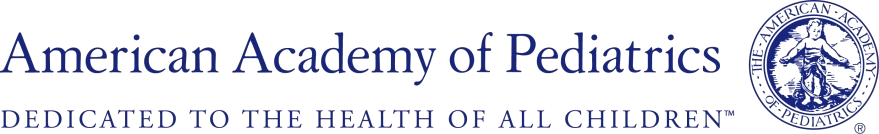 American Academy of Pediatrics
DEDICATED TO THE HEALTH OF ALL CHILDREN™
·THE·AMERICAN·ACADEMY·
·OF·PEDIATRICS·
®